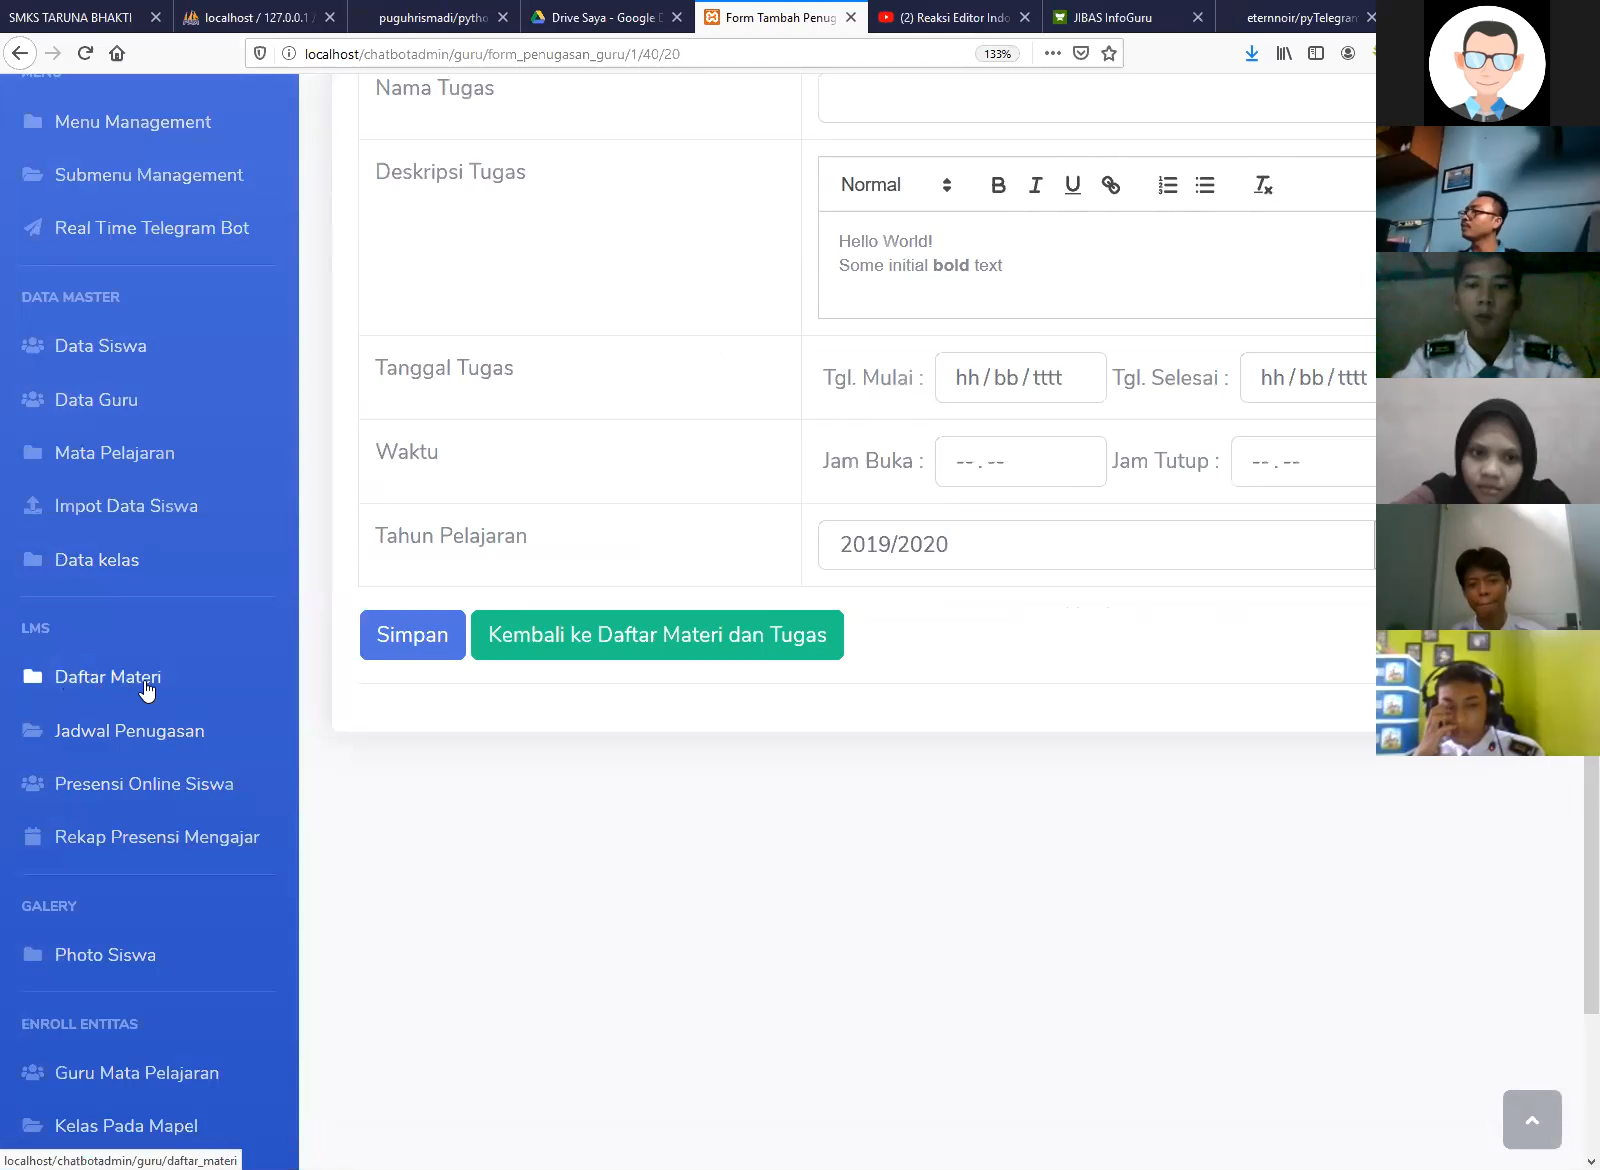 SMKS TARUNA BHAKTI
localhost / 127.0.0.1 /
puguhrismadi/pytho
Drive Saya - Google D
Form Tambah Penug
(2) Reaksi Editor Indo
JIBAS InfoGuru
eternnoir/pyTelegram
localhost/chatbotadmin/guru/form_penugasan_guru/1/40/20
133%
MENU
Menu Management
Submenu Management
Real Time Telegram Bot
DATA MASTER
Data Siswa
Data Guru
Mata Pelajaran
Impot Data Siswa
Data kelas
LMS
Daftar Materi
Jadwal Penugasan
Presensi Online Siswa
Rekap Presensi Mengajar
GALERY
Photo Siswa
ENROLL ENTITAS
Guru Mata Pelajaran
Kelas Pada Mapel
localhost/chatbotadmin/guru/daftar_materi
Nama Tugas
Deskripsi Tugas
Normal
B I U
Hello World!
Some initial bold text
Tanggal Tugas
Tgl. Mulai : hh/bb/tttt Tgl. Selesai : hh/bb/tttt
Waktu
Jam Buka : --.-- Jam Tutup : --.--
Tahun Pelajaran
2019/2020
Simpan
Kembali ke Daftar Materi dan Tugas